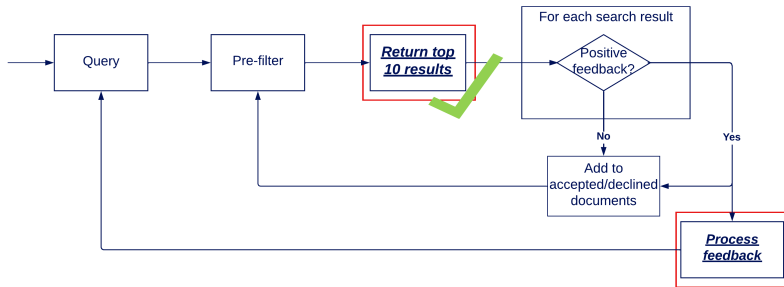 For each search result
Query
Pre-filter
Return top
10 results
Positive
feedback?
No
Yes
Add to
accepted/declined
documents
Process
feedback